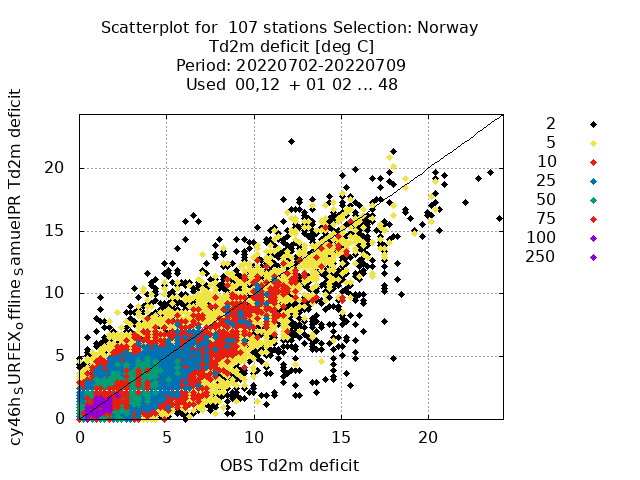 Scatterplot for 107 stations Selection: Norway
Td2m deficit [deg C]
Period: 20220702-20220709
Used 00,12 + 01 02 ... 48
cy46h_sURFEX_offline_samuelPR Td2m deficit
20
15
10
5
0
0 5 10 15 20
OBS Td2m deficit
2
5
10
25
50
75
100
250